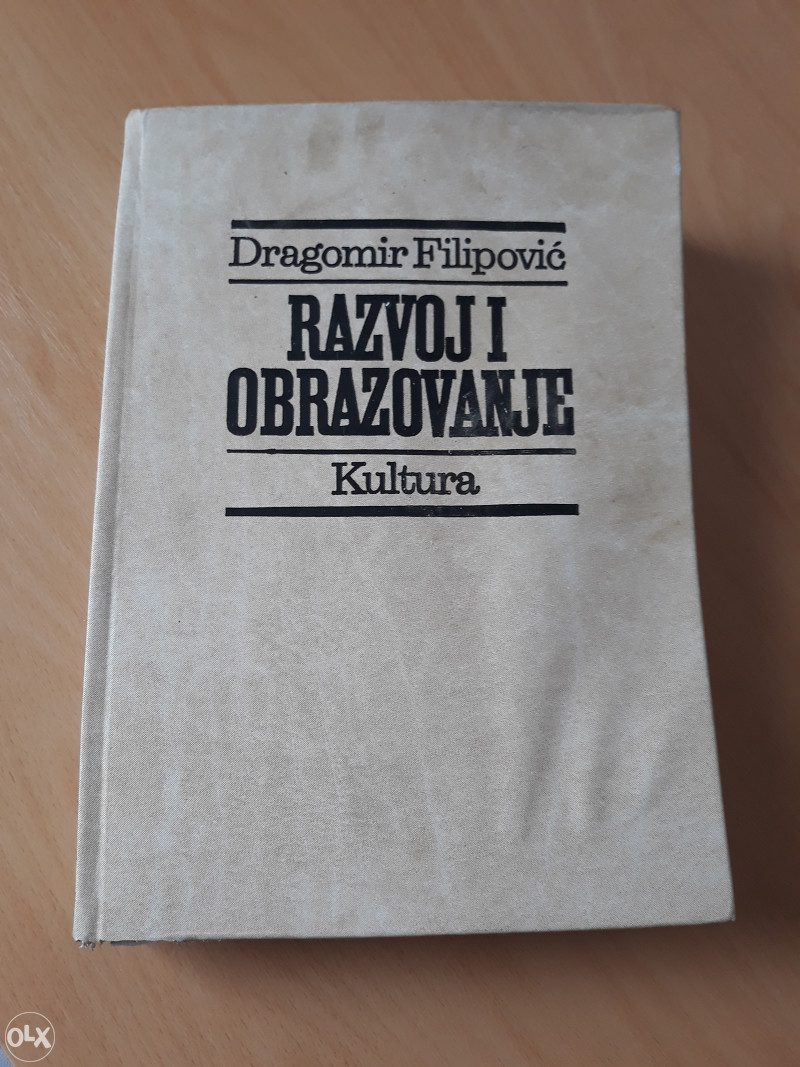 Dragomir Filipović
RAZVOJ I
OBRAZOVANJE
Kultura
OLX